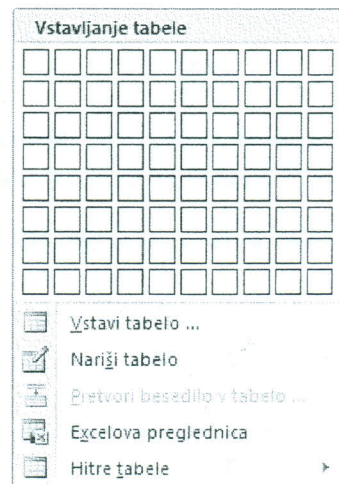 Vstavljanje tabele
Vstavi tabelo ...
Nariši tabelo
Pretvori besedilo v tabelo ...
Excelova preglednica
Hitre tabele